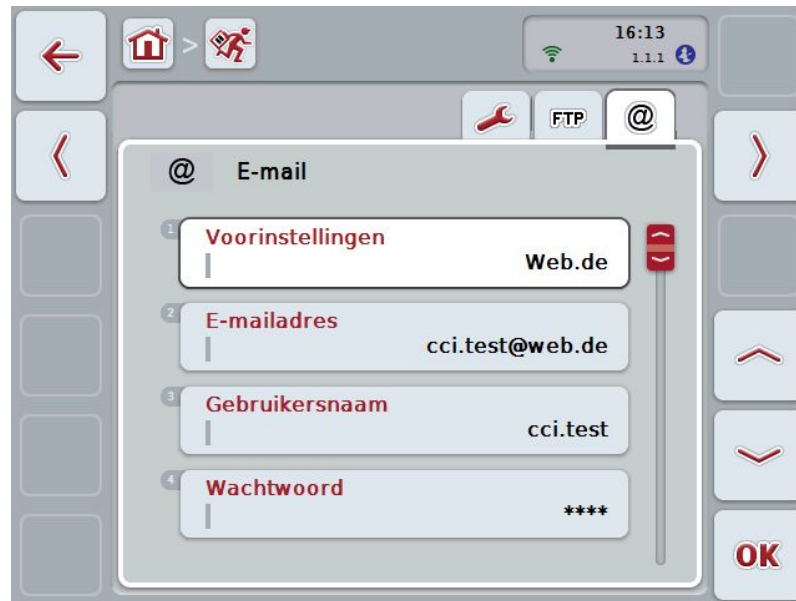 >
16:13
1.1.1
FTP
@
@ E-mail
1
Voorinstellingen
Web.de
2
E-mailadres
cci.test@web.de
3
Gebruikersnaam
cci.test
4
Wachtwoord
****
OK